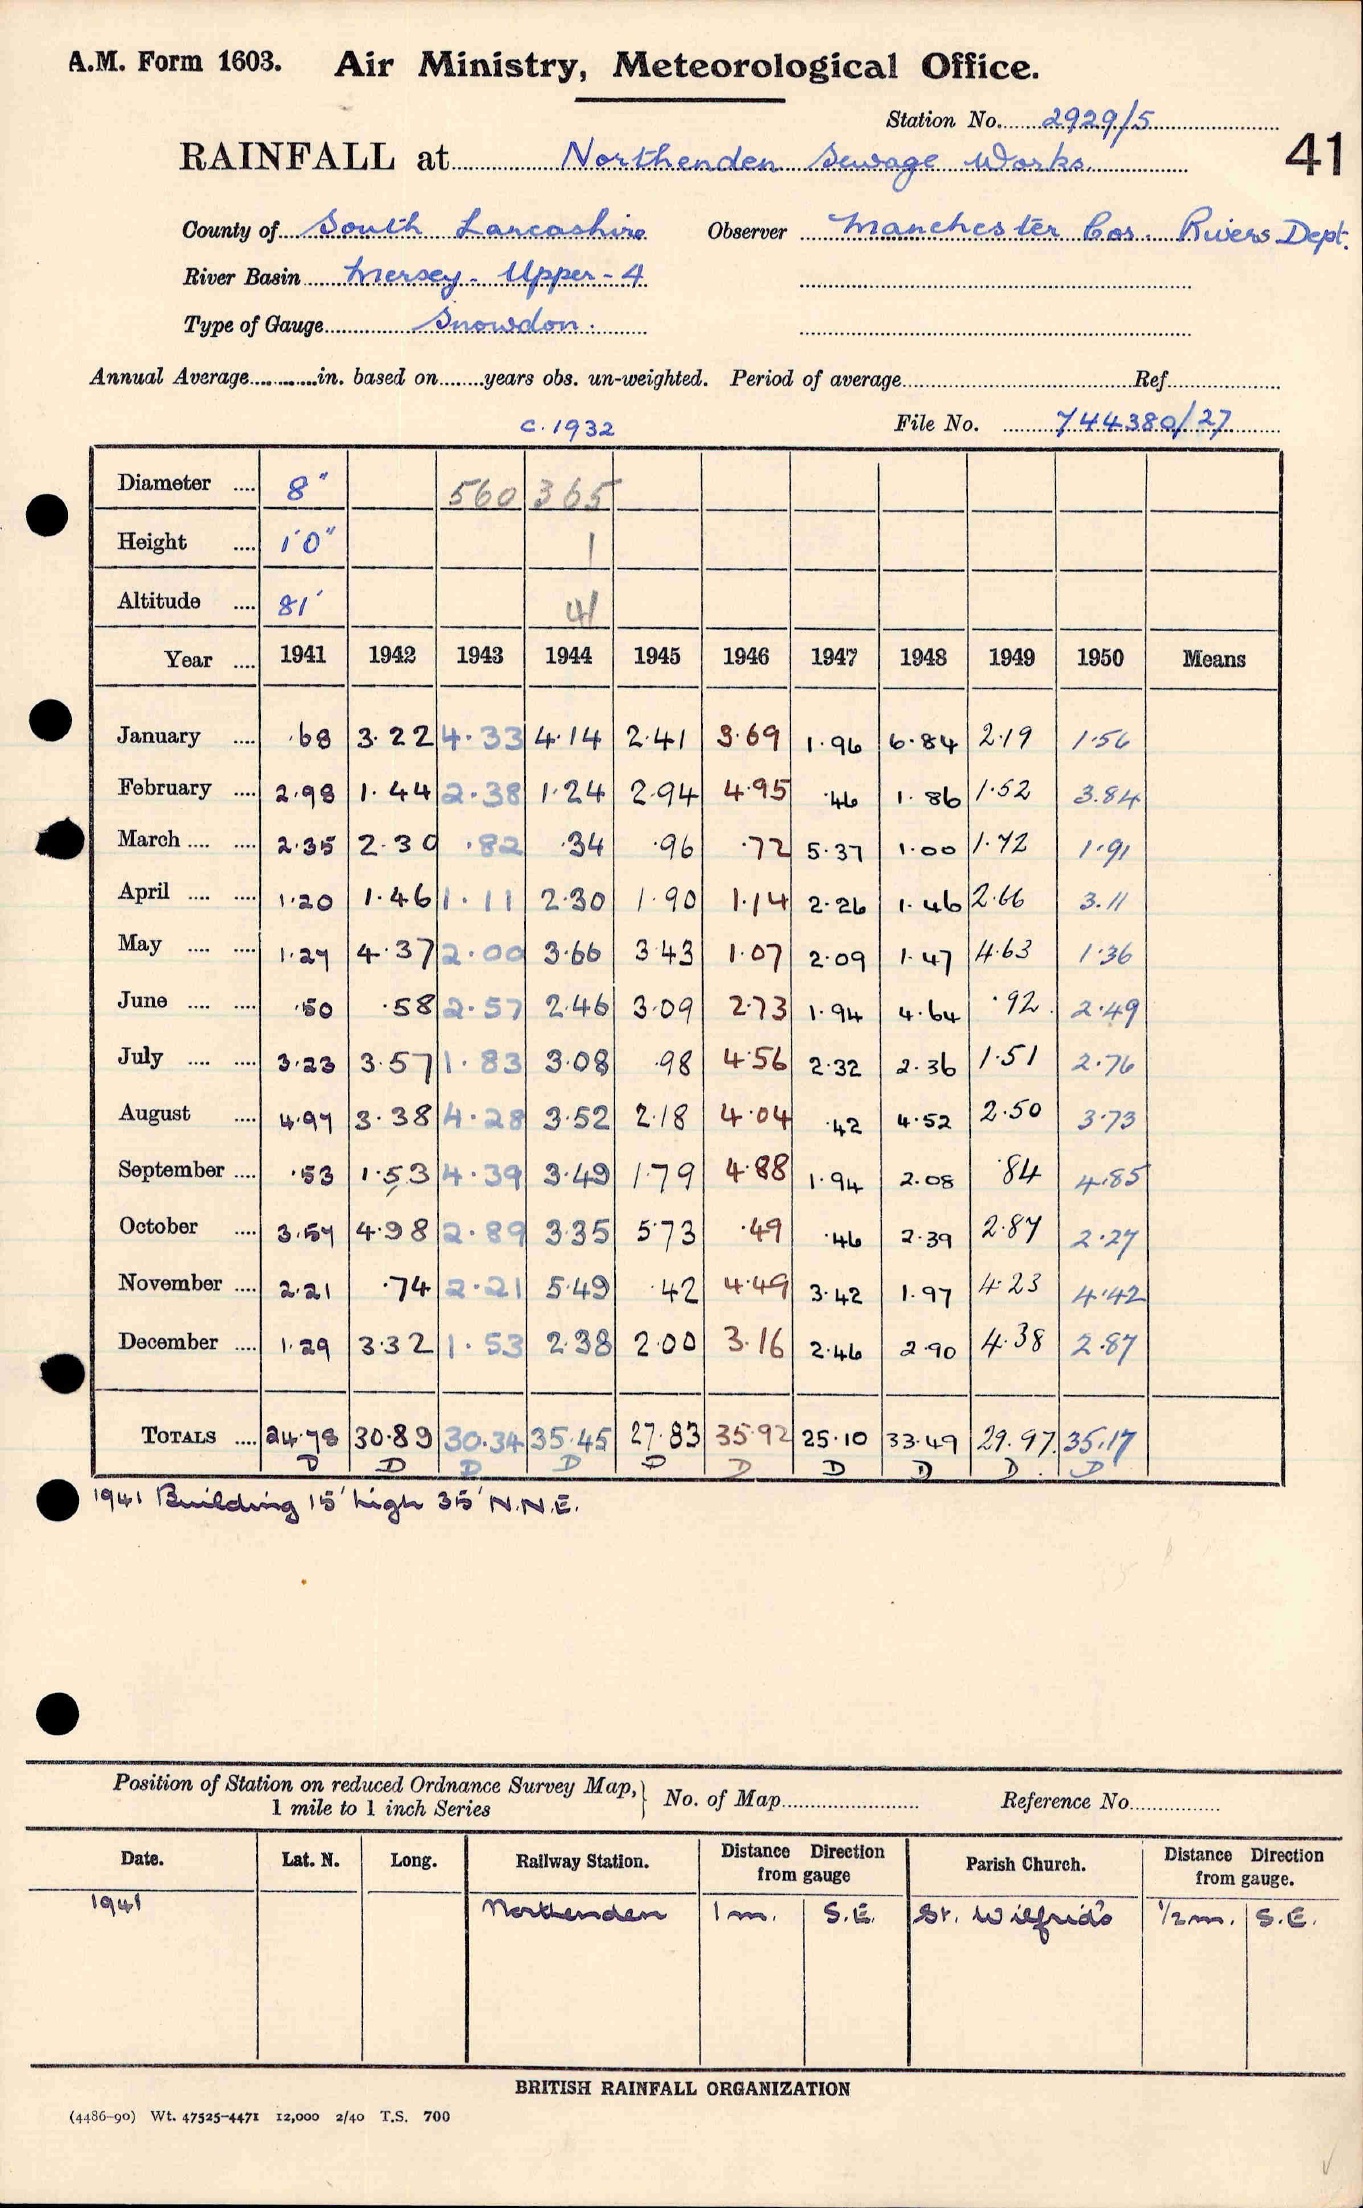 A.M. Form 1603. Air Ministry, Meteorological Office.
Station No. 2929/5
41
RAINFALL at Northenden Sewage Works.
County of South Lancashire Observer Manchester Cor. Rivers Dept.
River Basin Mersey - Upper - 4
Type of Gauge Snowdon.
Annual Average............in. based on........years obs. un-weighted. Period of average........ Ref........
File No. 744380/27
c. 1932
Diameter .... 8" 560 365
Height .... 1'0" 1
Altitude .... 81' 41
Year .... 1941 1942 1943 1944 1945 1946 1947 1948 1949 1950 Means
January .... .68 3.22 4.33 4.14 2.41 3.69 1.96 6.84 2.19 1.56
February .... 2.98 1.44 2.38 1.24 2.94 4.95 .46 1.86 1.52 3.84
March .... .... 2.35 2.30 .82 .34 .96 .72 5.37 1.00 1.72 1.91
April .... .... 1.20 1.46 1.11 2.30 1.90 1.14 2.26 1.46 2.66 3.11
May .... .... 1.27 4.37 2.00 3.66 3.43 1.07 2.09 1.47 4.63 1.36
June .... .... .50 .58 2.57 2.46 3.09 2.73 1.94 4.64 .92 2.49
July .... .... 3.23 3.57 1.83 3.08 .98 4.56 2.32 2.36 1.51 2.76
August .... 4.97 3.38 4.28 3.52 2.18 4.04 .42 4.52 2.50 3.73
September .... .53 1.53 4.39 3.49 1.79 4.88 1.94 2.08 .84 4.85
October .... 3.57 4.98 2.89 3.35 5.73 .49 .46 2.39 2.87 2.27
November .... 2.21 .74 2.21 5.49 .42 4.49 3.42 1.97 4.23 4.42
December .... 1.29 3.32 1.53 2.38 2.00 3.16 2.46 2.90 4.38 2.87
TOTALS .... 24.78 30.89 30.34 35.45 27.83 35.92 25.10 33.49 29.97 35.17
D D D D D D D D D D
1941 Building 15' high 35' N.N.E.
Position of Station on reduced Ordnance Survey Map,
1 mile to 1 inch Series
No. of Map........ Reference No........
Date. Lat. N. Long. Railway Station. Distance Direction from gauge Parish Church. Distance Direction from gauge.
1941 Northenden 1 m. S.E. St. Wilfrid's 1/2 m. S.E.
BRITISH RAINFALL ORGANIZATION
(4486-90) Wt. 47525-4471 12,000 2/40 T.S. 700